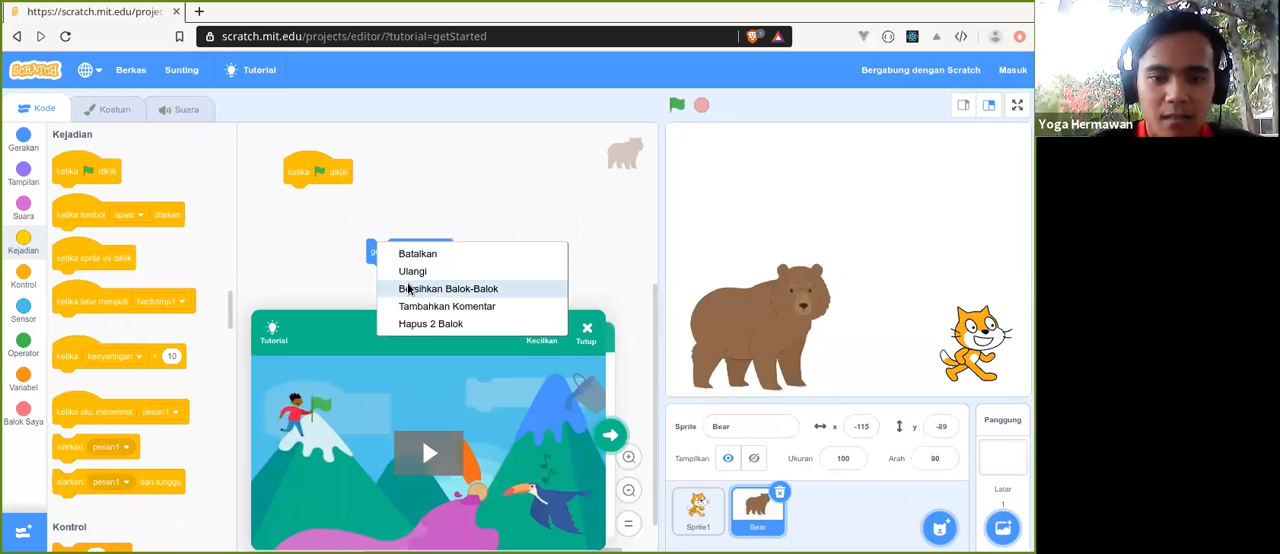 https://scratch.mit.edu/projec
scratch.mit.edu/projects/editor/?tutorial=getStarted
SCRATCH
Berkas
Sunting
Tutorial
Bergabung dengan Scratch
Masuk
Yoga Hermawan
Kode
Kostum
Suara
Gerakan
Tampilan
Suara
Kejadian
Kontrol
Sensor
Operator
Variabel
Balok Saya
Kejadian
ketika diklik
ketika tombol spasi ditekan
ketika sprite ini diklik
ketika latar menjadi backdrop1
ketika kenyaringan > 10
ketika aku menerima pesan1
siarkan pesan1
siarkan pesan1 dan tunggu
Kontrol
ketika diklik
Batalkan
Ulangi
Bersihkan Balok-Balok
Tambahkan Komentar
Hapus 2 Balok
Tutorial
Kecilkan
Tutup
Sprite Bear x -115 y -89
Tampilkan Ukuran 100 Arah 90
Sprite1
Bear
Panggung
Latar
1